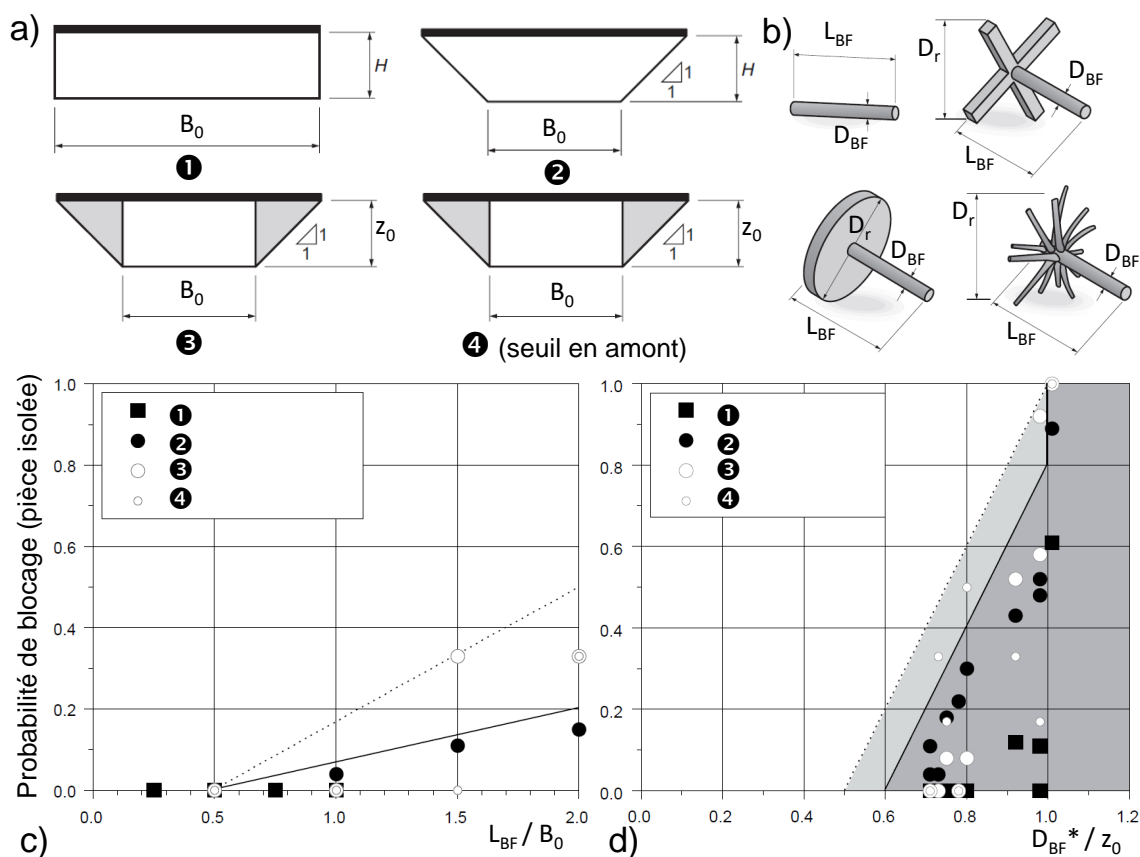 a)
H
B0
❶
H
1
1
B0
❷
z0
1
1
B0
❸
z0
1
1
B0
❹ (seuil en amont)
b)
LBF
DBF
Dr
DBF
LBF
Dr
DBF
LBF
Dr
DBF
LBF
Probabilité de blocage (pièce isolée)
1.0
0.8
0.6
0.4
0.2
0.0
❶
❷
❸
❹
0.0
0.5
1.0
1.5
2.0
LBF / B0
c)
1.0
0.8
0.6
0.4
0.2
0.0
❶
❷
❸
❹
0.0
0.2
0.4
0.6
0.8
1.0
1.2
DBF* / z0
d)